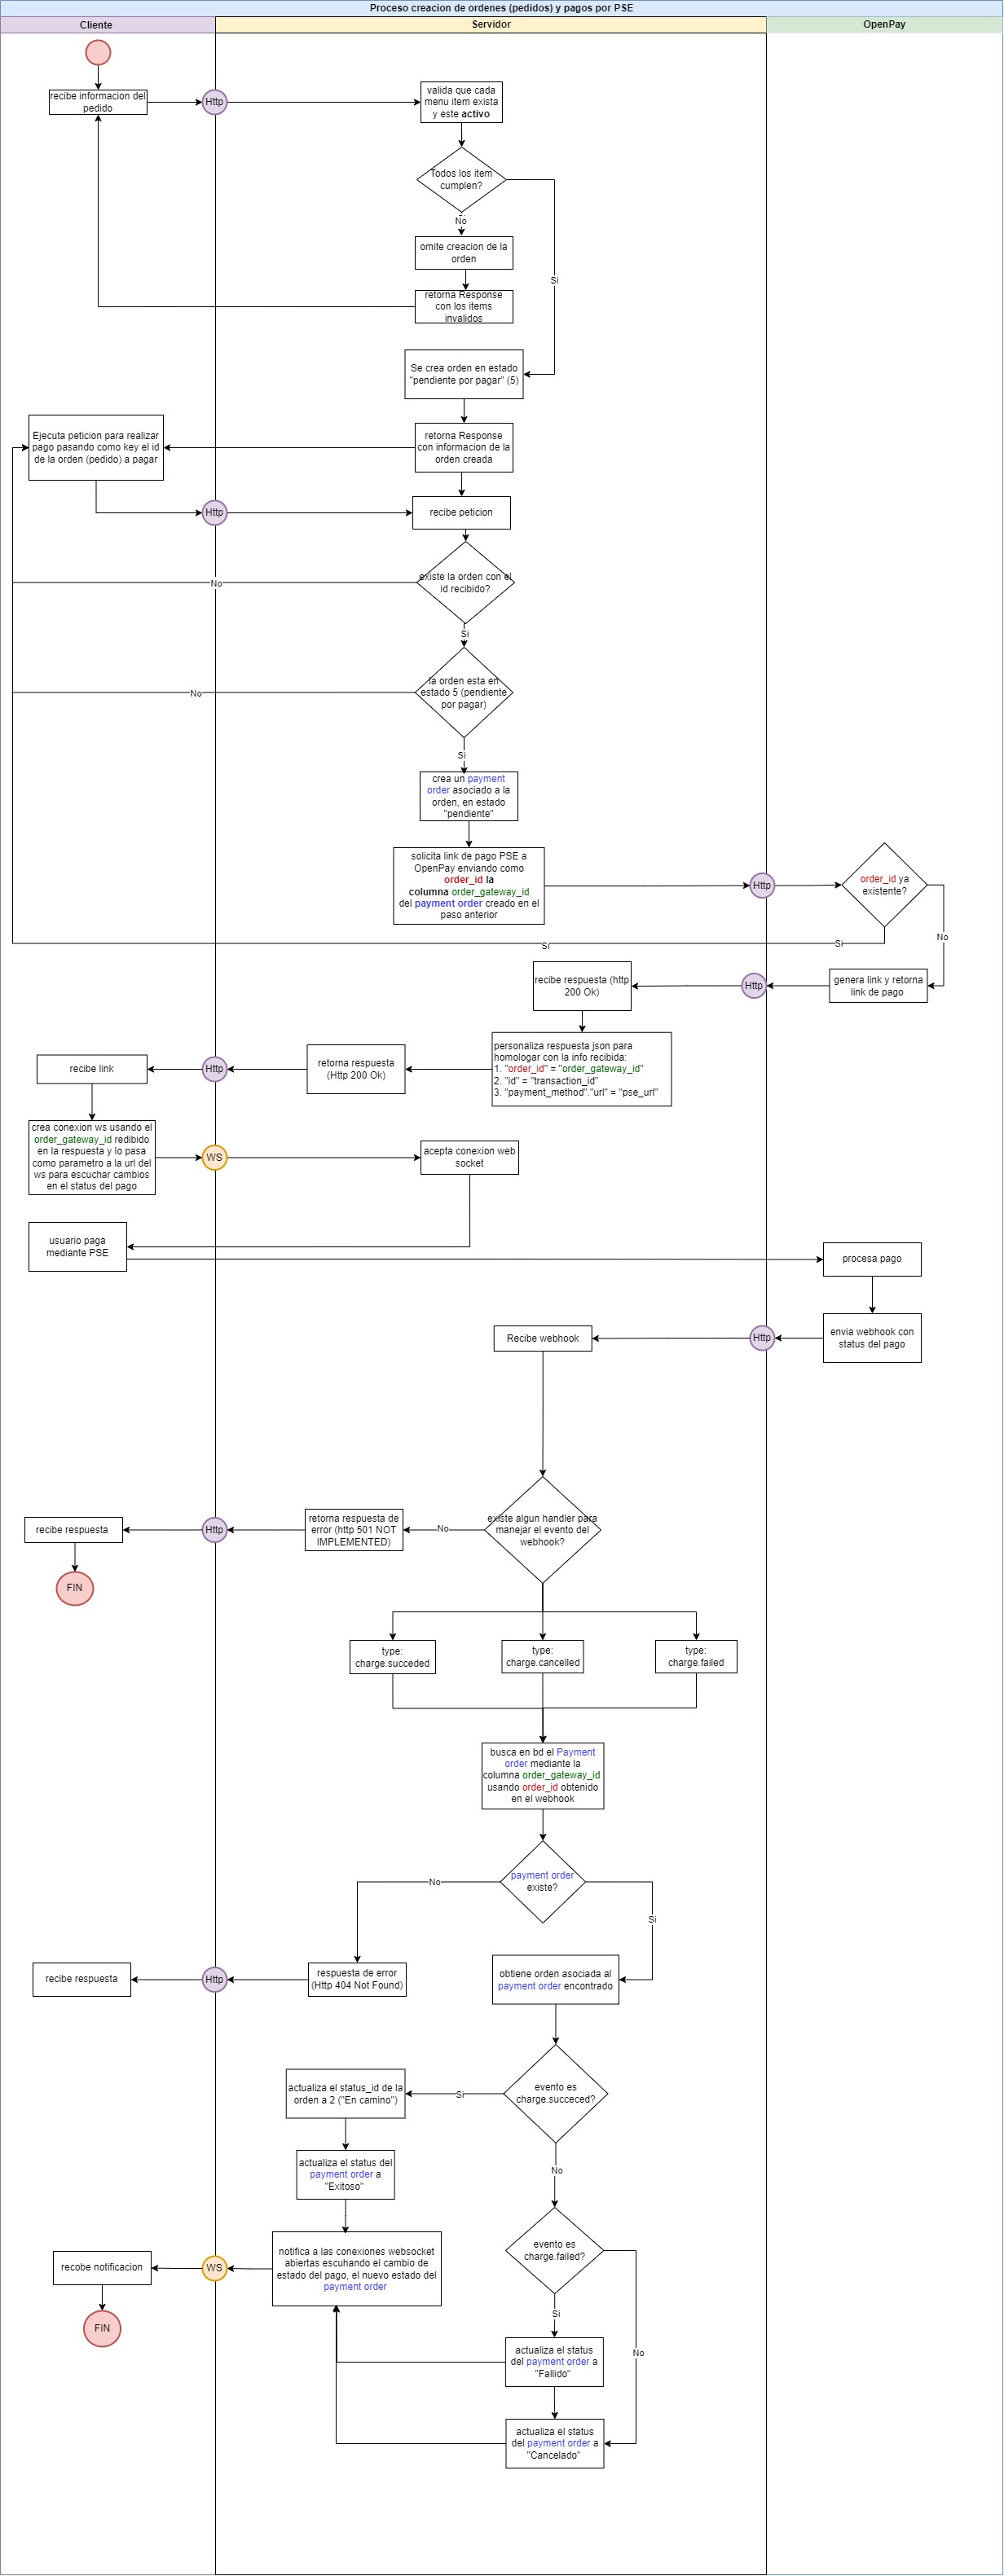 Proceso creacion de ordenes (pedidos) y pagos por PSE
Cliente
Servidor
OpenPay
recibe informacion del
pedido
Http
valida que cada
menu item exista
y este activo
Todos los item
cumplen?
No
Si
omite creacion de la
orden
retorna Response
con los items
invalidos
Se crea orden en estado
"pendiente por pagar" (5)
Ejecuta peticion para realizar
pago pasando como key el id
de la orden (pedido) a pagar
retorna Response
con informacion de la
orden creada
Http
recibe peticion
existe la orden con el
id recibido?
No
Si
la orden esta en
estado 5 (pendiente
por pagar)
No
Si
crea un payment
order asociado a la
orden, en estado
"pendiente"
solicita link de pago PSE a
OpenPay enviando como
order_id la
columna order_gateway_id
del payment order creado en el
paso anterior
Http
order_id ya
existente?
No
Si
Si
recibe respuesta (http
200 Ok)
Http
genera link y retorna
link de pago
personaliza respuesta json para
homologar con la info recibida:
1. "order_id" = "order_gateway_id"
2. "id" = "transaction_id"
3. "payment_method"."url" = "pse_url"
retorna respuesta
(Http 200 Ok)
Http
recibe link
crea conexion ws usando el
order_gateway_id redibido
en la respuesta y lo pasa
como parametro a la url del
ws para escuhar cambios
en el status del pago
WS
acepta conexion web
socket
usuario paga
mediante PSE
procesa pago
envia webhook con
status del pago
Http
Recibe webhook
existe algun handler para
manejar el evento del
webhook?
No
retorna respuesta de
error (http 501 NOT
IMPLEMENTED)
Http
recibe respuesta
FIN
type:
charge.succeded
type:
charge.cancelled
type:
charge.failed
busca en bd el Payment
order mediante la
columna order_gateway_id
usando order_id obtenido
en el webhook
payment order
existe?
No
Si
respuesta de error
(Http 404 Not Found)
Http
recibe respuesta
obtiene orden asociada al
payment order encontrado
evento es
charge.succeced?
Si
No
actualiza el status_id de la
orden a 2 ("En camino")
actualiza el status del
payment order a
"Exitoso"
evento es
charge.failed?
Si
No
notifica a las conexiones websocket
abiertas escuhando el cambio de
estado del pago, el nuevo estado del
payment order
WS
recobe notificacion
FIN
actualiza el status
del payment order a
"Fallido"
actualiza el status
del payment order a
"Cancelado"